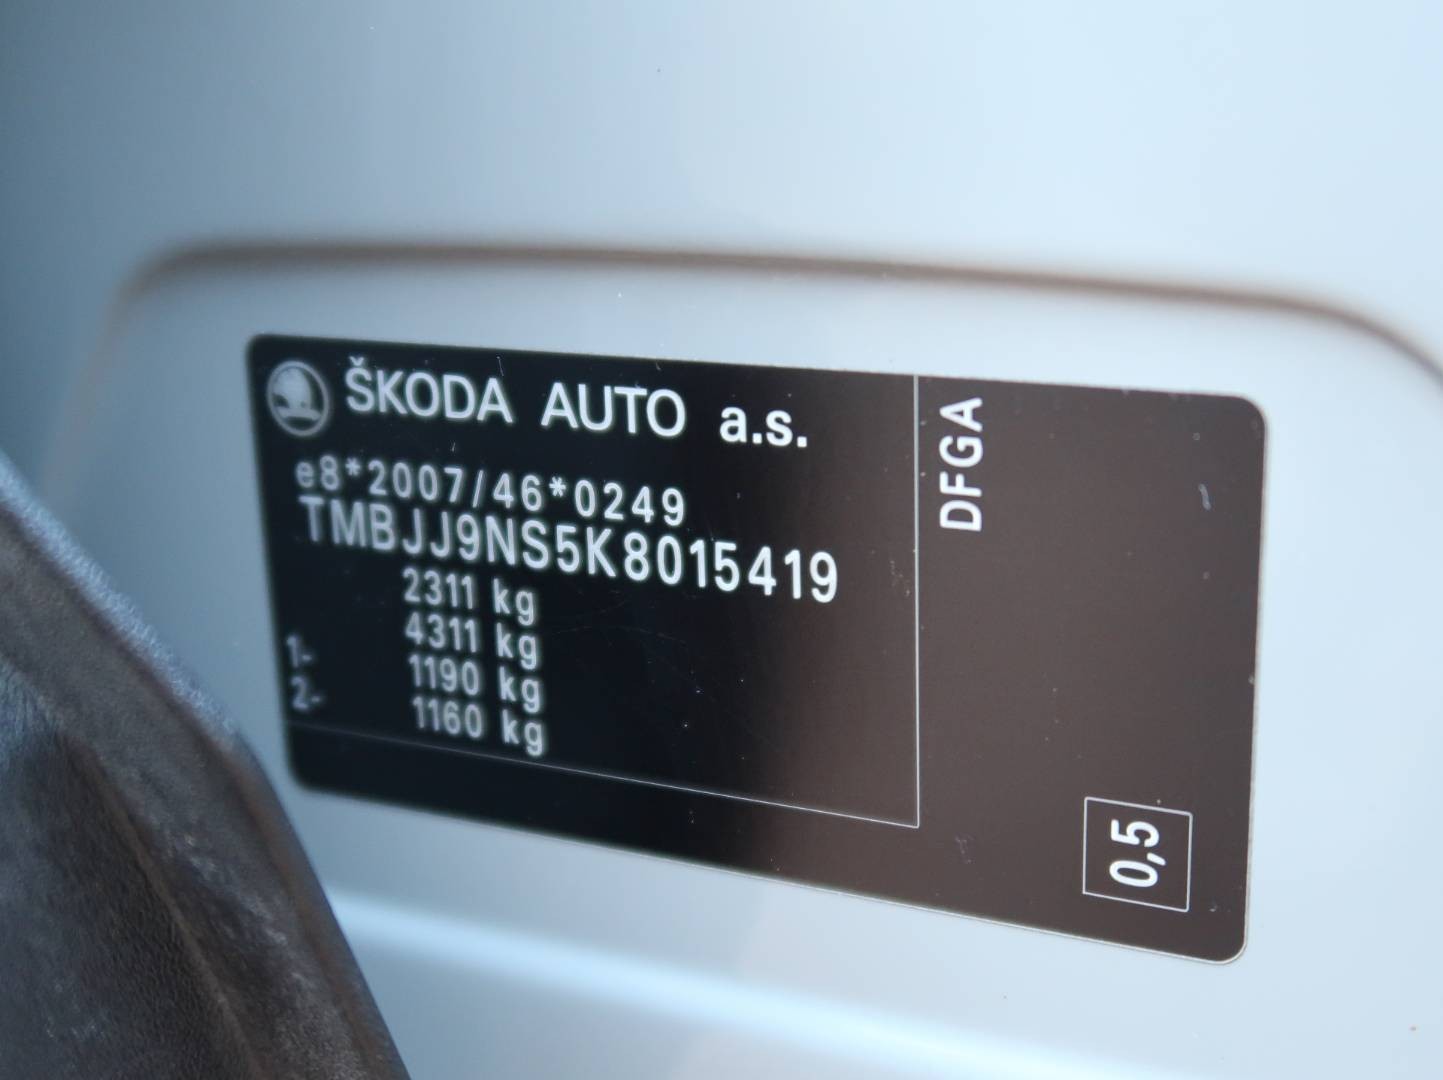 ŠKODA AUTO a.s.
e8*2007/46*0249
TMBJJ9NS5K8015419
2311 kg
4311 kg
1- 1190 kg
2- 1160 kg
DFGA
0,5